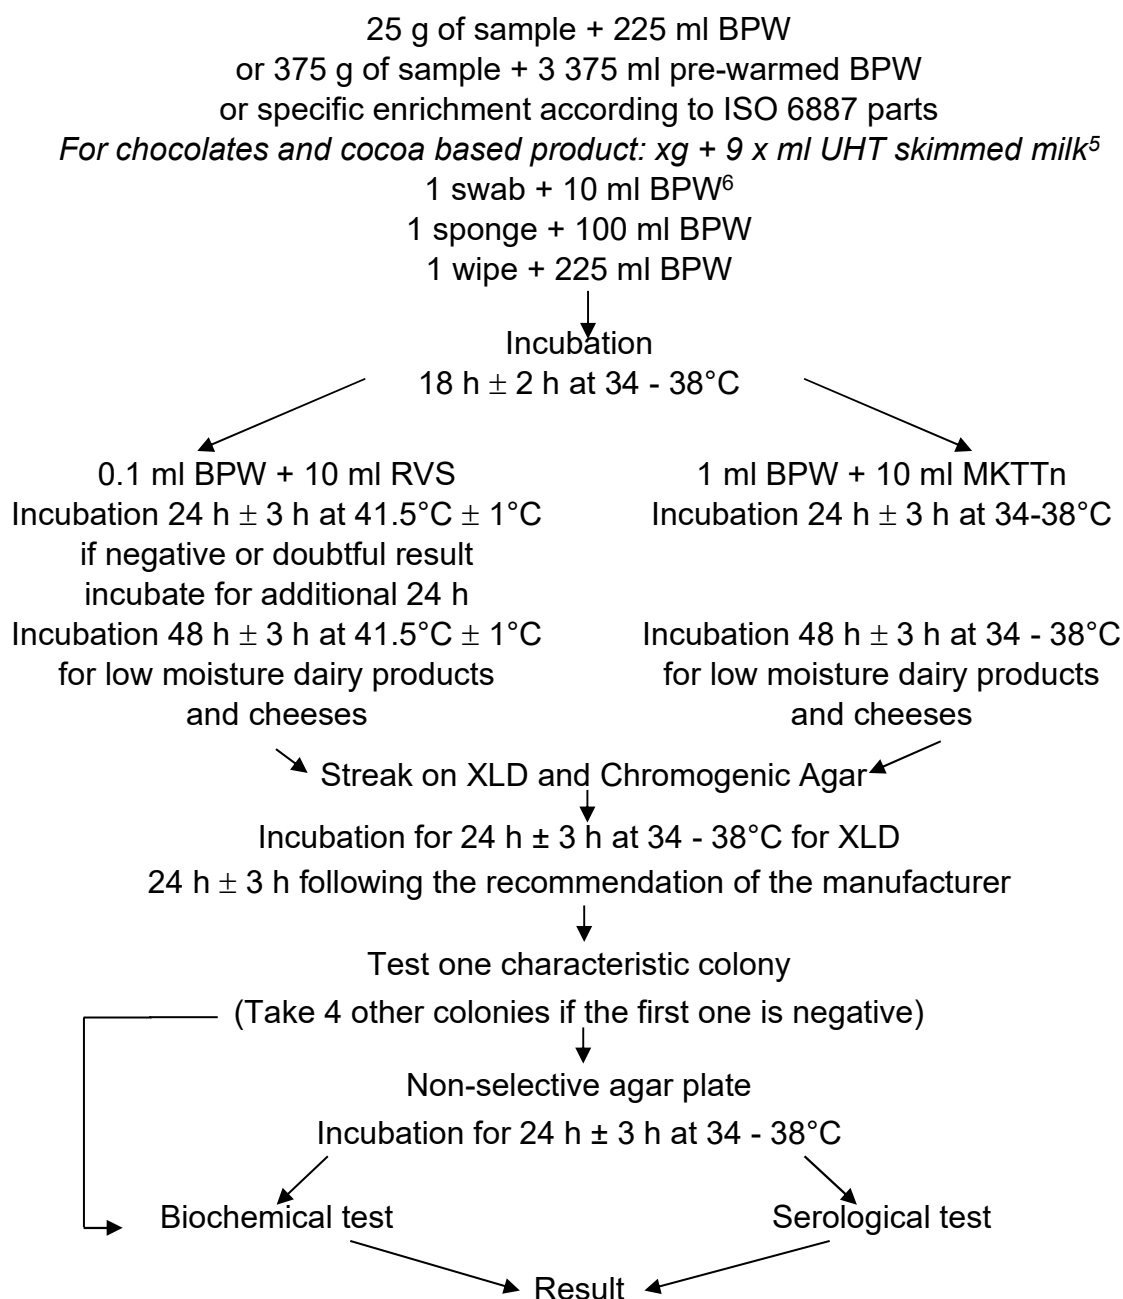 25 g of sample + 225 ml BPW
or 375 g of sample + 3 375 ml pre-warmed BPW
or specific enrichment according to ISO 6887 parts
For chocolates and cocoa based product: xg + 9 x ml UHT skimmed milk⁵
1 swab + 10 ml BPW⁶
1 sponge + 100 ml BPW
1 wipe + 225 ml BPW
Incubation
18 h ± 2 h at 34 - 38°C
0.1 ml BPW + 10 ml RVS
Incubation 24 h ± 3 h at 41.5°C ± 1°C
if negative or doubtful result
incubate for additional 24 h
Incubation 48 h ± 3 h at 41.5°C ± 1°C
for low moisture dairy products
and cheeses
1 ml BPW + 10 ml MKTTn
Incubation 24 h ± 3 h at 34-38°C
Incubation 48 h ± 3 h at 34 - 38°C
for low moisture dairy products
and cheeses
Streak on XLD and Chromogenic Agar
Incubation for 24 h ± 3 h at 34 - 38°C for XLD
24 h ± 3 h following the recommendation of the manufacturer
Test one characteristic colony
(Take 4 other colonies if the first one is negative)
Non-selective agar plate
Incubation for 24 h ± 3 h at 34 - 38°C
Biochemical test
Serological test
Result